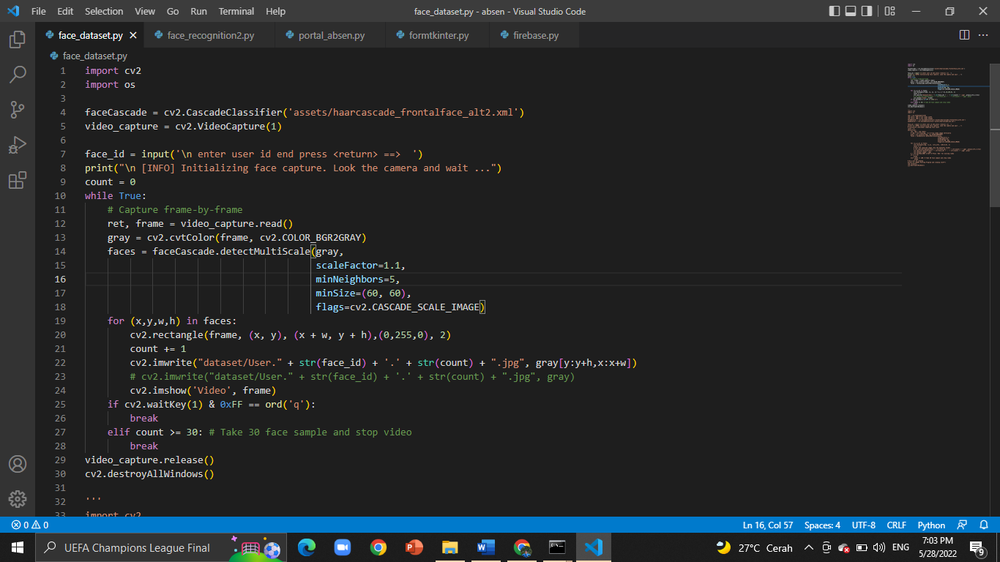 File Edit Selection View Go Run Terminal Help face_dataset.py - absen - Visual Studio Code
face_dataset.py face_recognition2.py portal_absen.py formtkinter.py firebase.py
face_dataset.py
1 import cv2
2 import os
3
4 faceCascade = cv2.CascadeClassifier('assets/haarcascade_frontalface_alt2.xml')
5 video_capture = cv2.VideoCapture(1)
6
7 face_id = input('\n enter user id end press <return> ==>  ')
8 print("\n [INFO] Initializing face capture. Look the camera and wait ...")
9 count = 0
10 while True:
11     # Capture frame-by-frame
12     ret, frame = video_capture.read()
13     gray = cv2.cvtColor(frame, cv2.COLOR_BGR2GRAY)
14     faces = faceCascade.detectMultiScale(gray,
15                                          scaleFactor=1.1,
16                                          minNeighbors=5,
17                                          minSize=(60, 60),
18                                          flags=cv2.CASCADE_SCALE_IMAGE)
19     for (x,y,w,h) in faces:
20         cv2.rectangle(frame, (x, y), (x + w, y + h),(0,255,0), 2)
21         count += 1
22         cv2.imwrite("dataset/User." + str(face_id) + '.' + str(count) + ".jpg", gray[y:y+h,x:x+w])
23         # cv2.imwrite("dataset/User." + str(face_id) + '.' + str(count) + ".jpg", gray)
24         cv2.imshow('Video', frame)
25     if cv2.waitKey(1) & 0xFF == ord('q'):
26         break
27     elif count >= 30: # Take 30 face sample and stop video
28         break
29 video_capture.release()
30 cv2.destroyAllWindows()
31
32 '''
33 import cv2
0 0 Ln 16, Col 57 Spaces: 4 UTF-8 CRLF Python
UEFA Champions League Final 27°C Cerah ENG 7:03 PM
5/28/2022 9